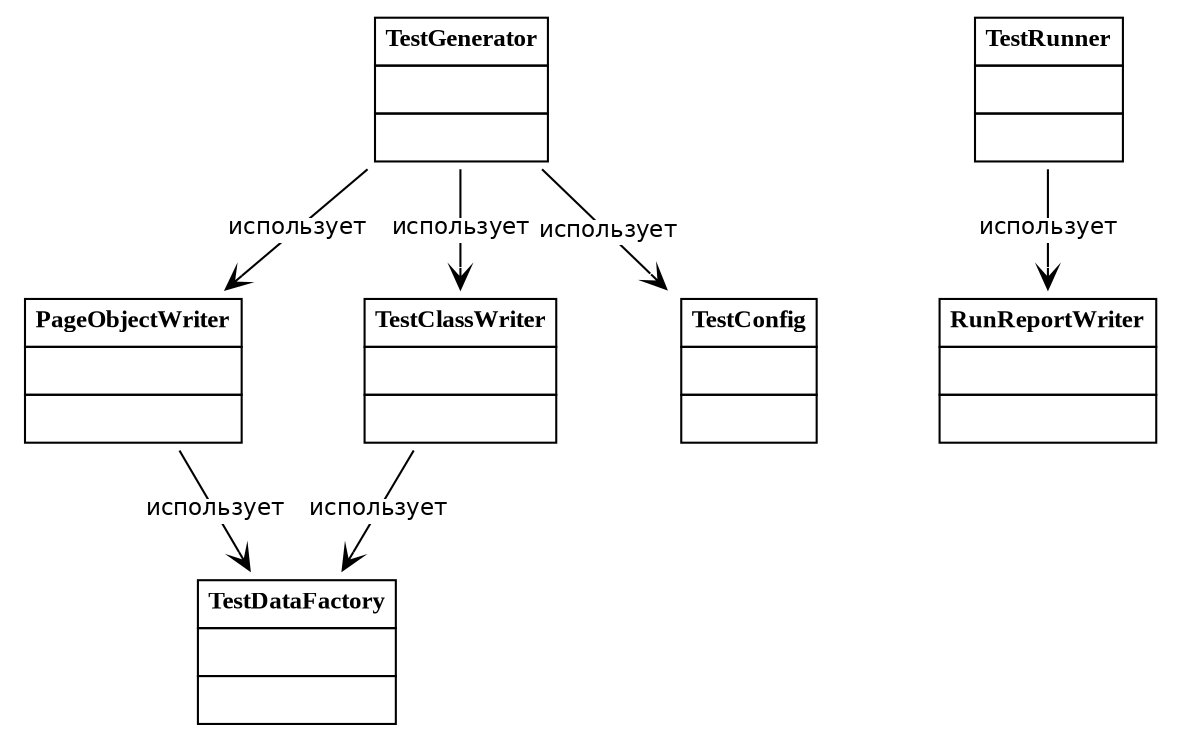 TestGenerator
TestRunner
использует
использует
использует
использует
PageObjectWriter
TestClassWriter
TestConfig
RunReportWriter
использует
использует
TestDataFactory